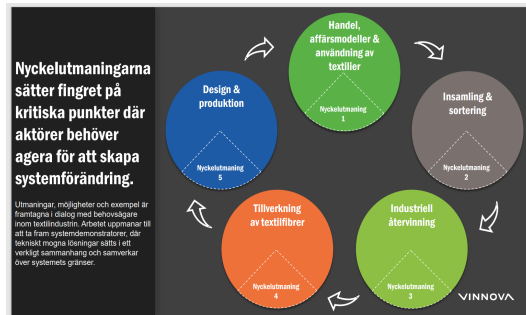 Nyckelutmaningarna
sätter fingret på
kritiska punkter där
aktörer behöver
agera för att skapa
systemförändring.
Utmaningar, möjligheter och exempel är
framtagna i dialog med behovsägare
inom textilindustrin. Arbetet uppmanar till
att ta fram systemdemonstratorer, där
tekniskt mogna lösningar sätts i ett
verkligt sammanhang och samverkar
över systemets gränser.
Handel,
affärsmodeller &
användning av
textilier
Nyckelutmaning
1
Insamling &
sortering
Nyckelutmaning
2
Industriell
återvinning
Nyckelutmaning
3
Tillverkning
av textilfibrer
Nyckelutmaning
4
Design &
produktion
Nyckelutmaning
5
VINNOVA